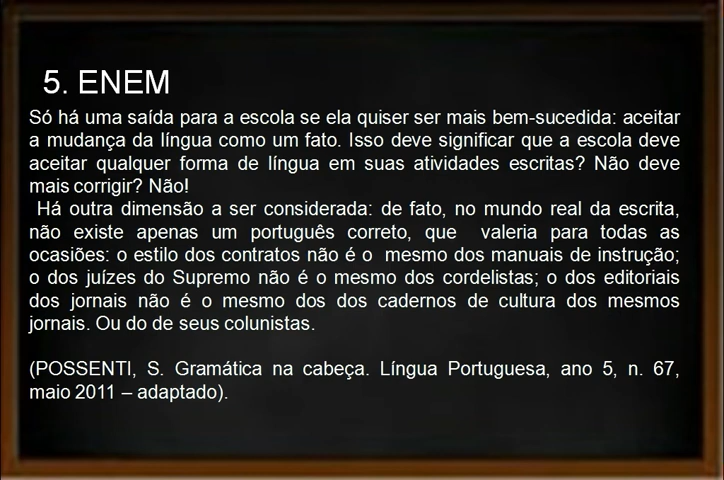 5. ENEM
Só há uma saída para a escola se ela quiser ser mais bem-sucedida: aceitar
a mudança da língua como um fato. Isso deve significar que a escola deve
aceitar qualquer forma de língua em suas atividades escritas? Não deve
mais corrigir? Não!
Há outra dimensão a ser considerada: de fato, no mundo real da escrita,
não existe apenas um português correto, que valeria para todas as
ocasiões: o estilo dos contratos não é o mesmo dos manuais de instrução;
o dos juízes do Supremo não é o mesmo dos cordelistas; o dos editoriais
dos jornais não é o mesmo dos dos cadernos de cultura dos mesmos
jornais. Ou do de seus colunistas.
(POSSENTI, S. Gramática na cabeça. Língua Portuguesa, ano 5, n. 67,
maio 2011 – adaptado).